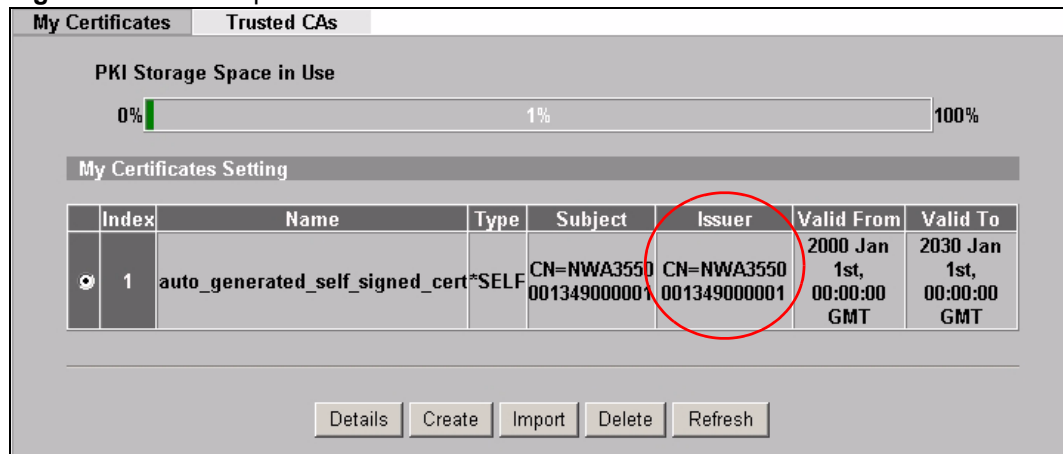 My Certificates Trusted CAs
PKI Storage Space in Use
0% 1% 100%
My Certificates Setting
Index Name Type Subject Issuer Valid From Valid To
1 auto_generated_self_signed_cert *SELF CN=NWA3550 001349000001 CN=NWA3550 001349000001 2000 Jan 1st, 00:00:00 GMT 2030 Jan 1st, 00:00:00 GMT
Details Create Import Delete Refresh